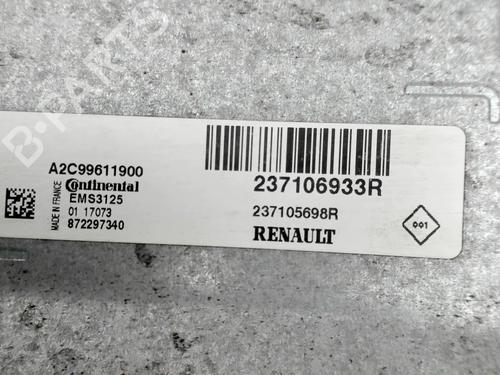 B-PARTS
A2C99611900
Continental
EMS3125
01 17073
872297340
MADE IN FRANCE
237106933R
237105698R
RENAULT
001